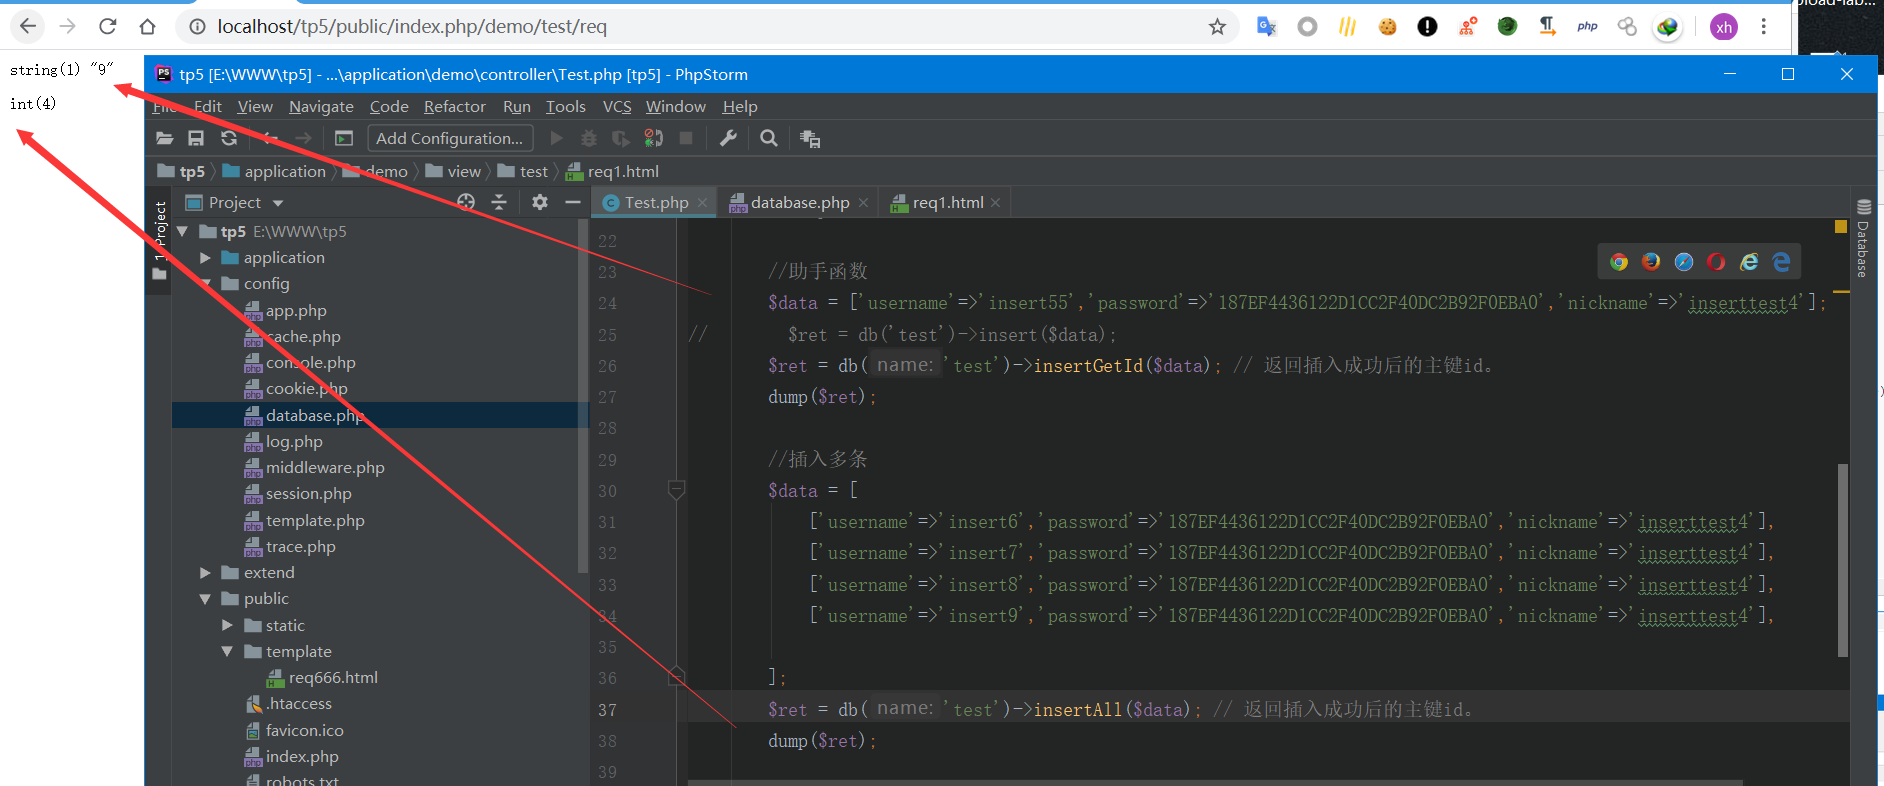 localhost/tp5/public/index.php/demo/test/req
php
xh
string(1) "9"
int(4)
tp5 [E:\WWW\tp5] - ...\application\demo\controller\Test.php [tp5] - PhpStorm
Edit View Navigate Code Refactor Run Tools VCS Window Help
Add Configuration...
tp5 application demo view test req1.html
Project
Project
Test.php
database.php
req1.html
Database
tp5 E:\WWW\tp5
application
config
app.php
cache.php
console.php
cookie.php
database.php
log.php
middleware.php
session.php
template.php
trace.php
extend
public
static
template
req666.html
.htaccess
favicon.ico
index.php
robots.txt
22
23 //助手函数
24 $data = ['username'=>'insert55','password'=>'187EF4436122D1CC2F40DC2B92F0EBA0','nickname'=>'inserttest4'];
25 // $ret = db('test')->insert($data);
26 $ret = db( name: 'test')->insertGetId($data); // 返回插入成功后的主键id。
27 dump($ret);
28
29 //插入多条
30 $data = [
31 ['username'=>'insert6','password'=>'187EF4436122D1CC2F40DC2B92F0EBA0','nickname'=>'inserttest4'],
32 ['username'=>'insert7','password'=>'187EF4436122D1CC2F40DC2B92F0EBA0','nickname'=>'inserttest4'],
33 ['username'=>'insert8','password'=>'187EF4436122D1CC2F40DC2B92F0EBA0','nickname'=>'inserttest4'],
34 ['username'=>'insert9','password'=>'187EF4436122D1CC2F40DC2B92F0EBA0','nickname'=>'inserttest4'],
35
36 ];
37 $ret = db( name: 'test')->insertAll($data); // 返回插入成功后的主键id。
38 dump($ret);
39